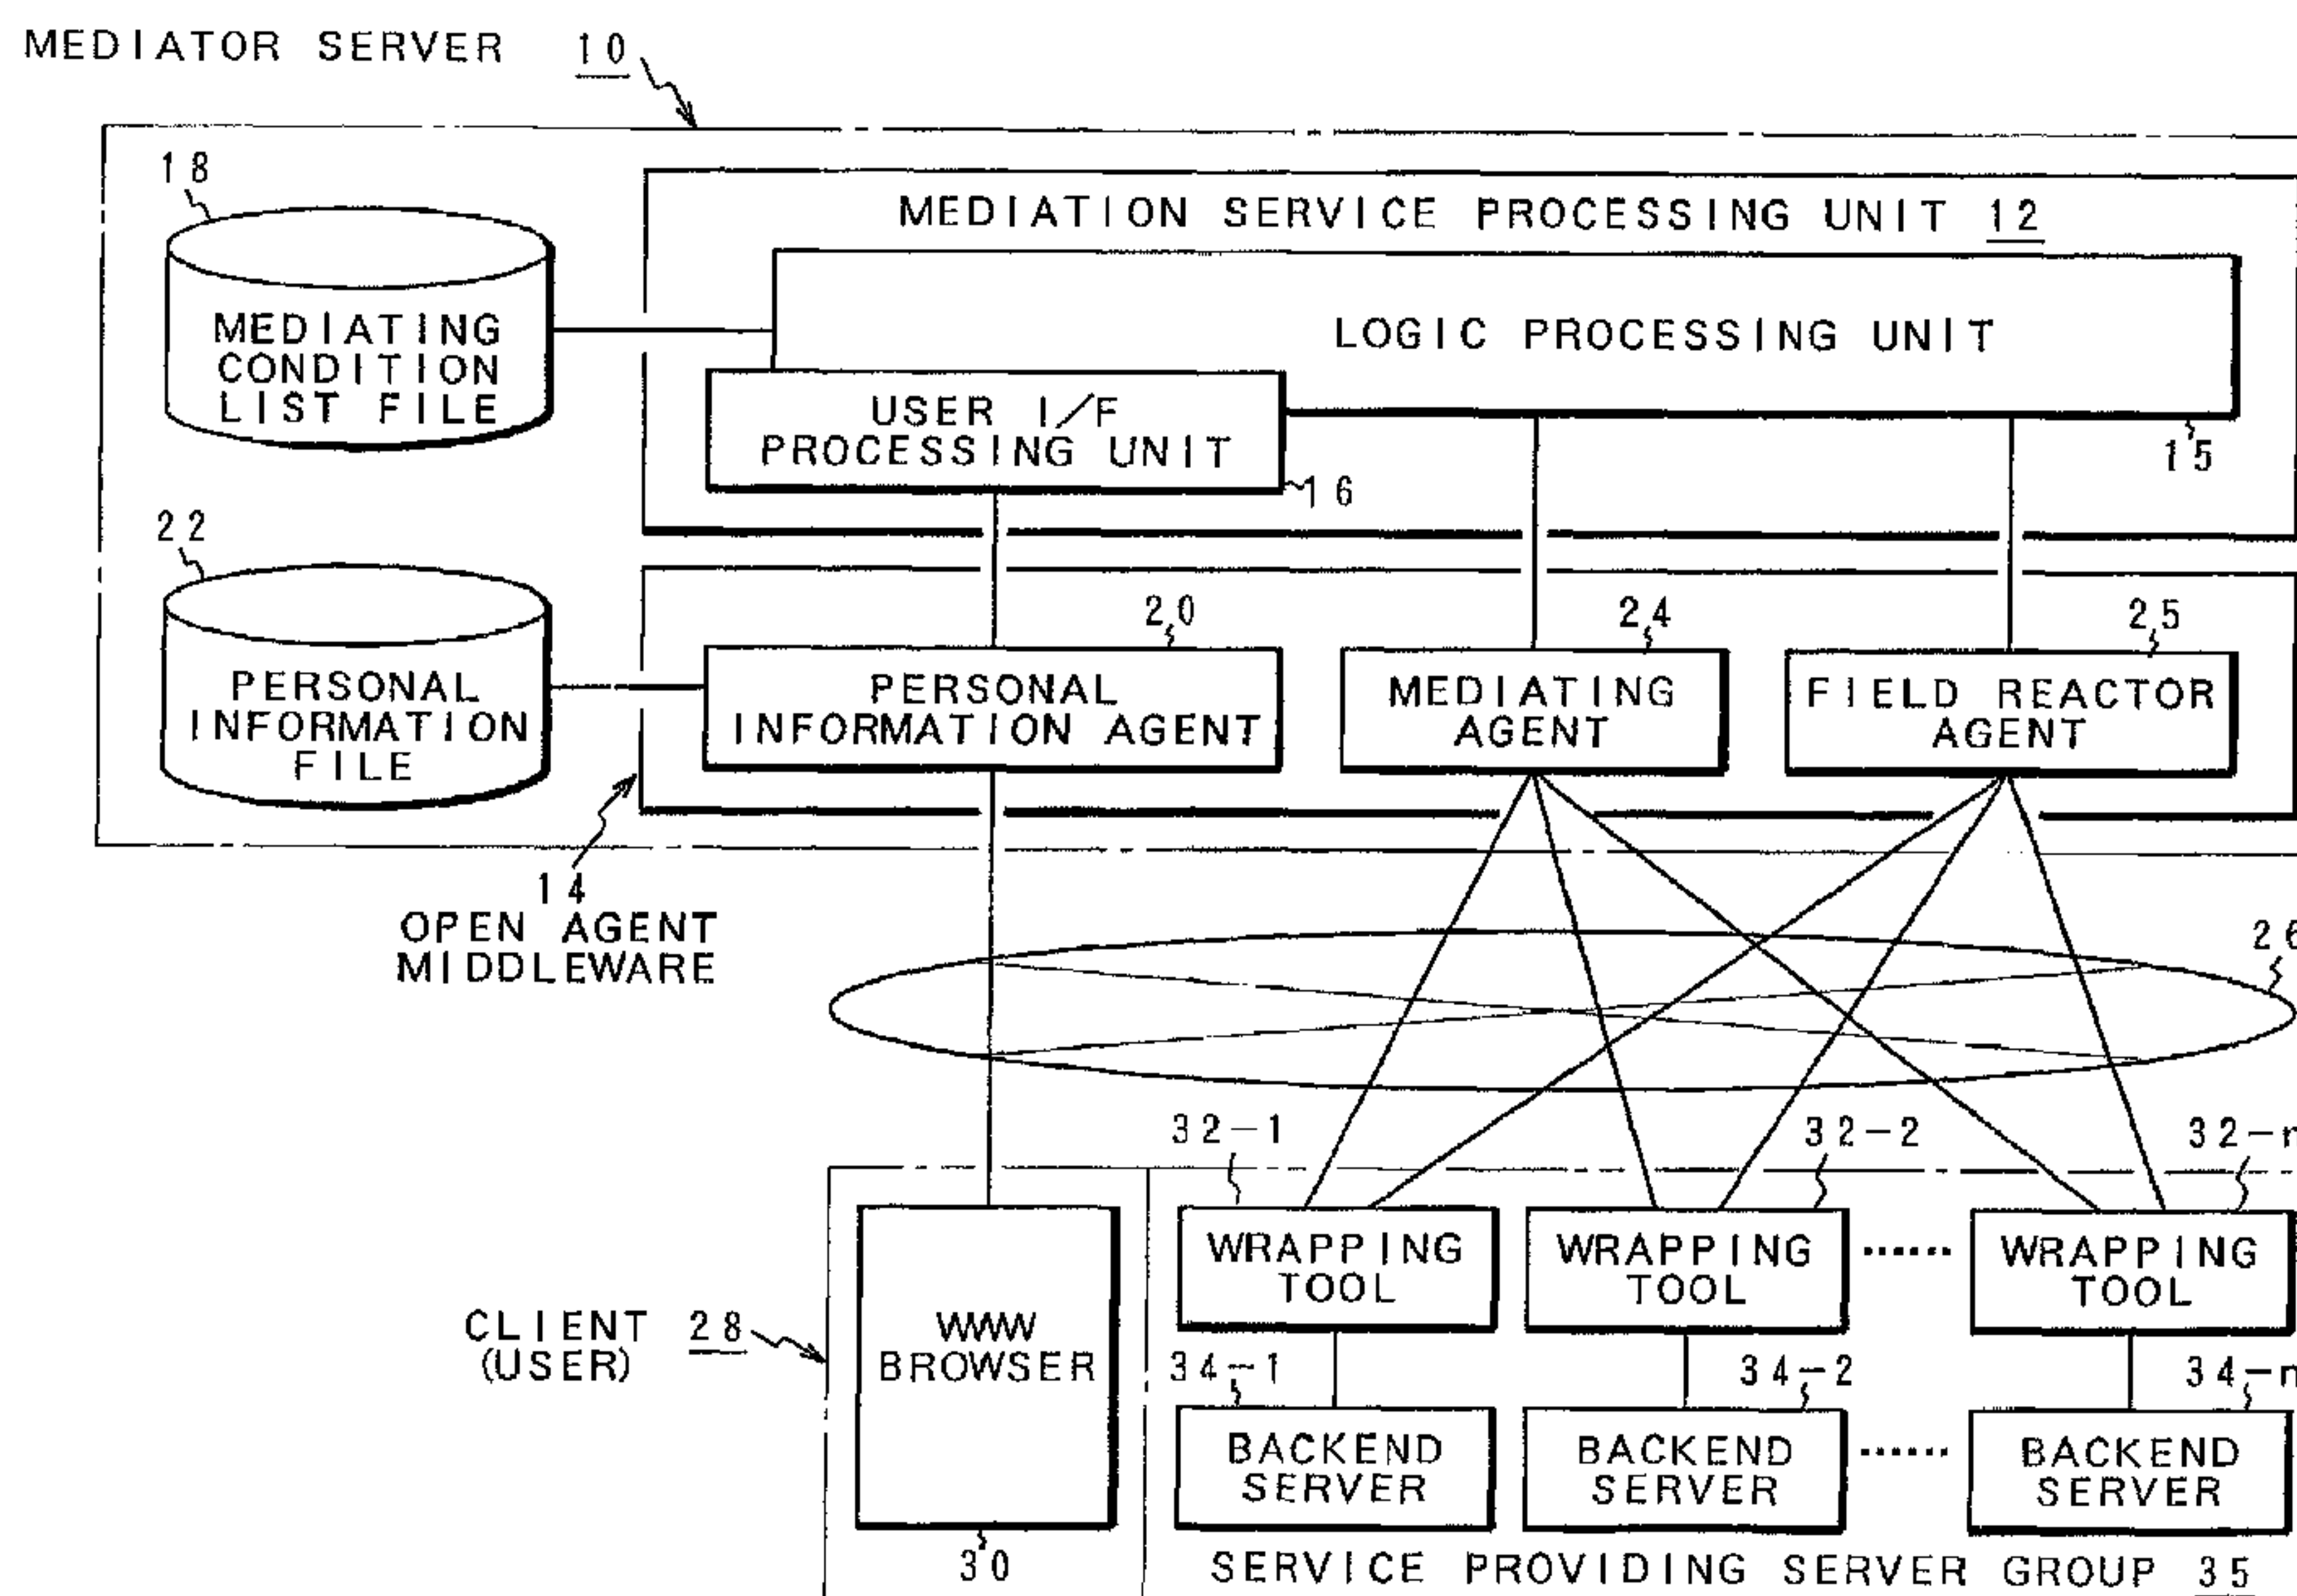 MEDIATOR SERVER 10
18
MEDIATION SERVICE PROCESSING UNIT 12
MEDIATING
CONDITION
LIST FILE
LOGIC PROCESSING UNIT
USER I/F
PROCESSING UNIT
15
16
22
20
24
25
PERSONAL
INFORMATION
FILE
PERSONAL
INFORMATION AGENT
MEDIATING
AGENT
FIELD REACTOR
AGENT
14
OPEN AGENT
MIDDLEWARE
26
32-1
32-2
32-n
WRAPPING
TOOL
WRAPPING
TOOL
......
WRAPPING
TOOL
CLIENT 28
(USER)
WWW
BROWSER
34-1
34-2
34-n
BACKEND
SERVER
BACKEND
SERVER
......
BACKEND
SERVER
30
SERVICE PROVIDING SERVER GROUP 35